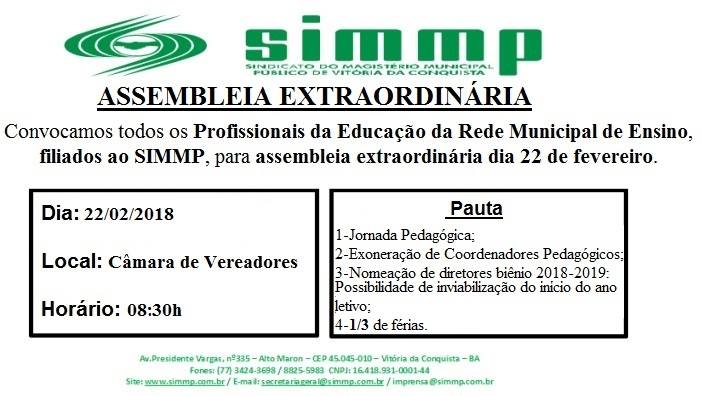 simmp
SINDICATO DO MAGISTÉRIO MUNICIPAL
PÚBLICO DE VITÓRIA DA CONQUISTA
ASSEMBLEIA EXTRAORDINÁRIA
Convocamos todos os Profissionais da Educação da Rede Municipal de Ensino,
filiados ao SIMMP, para assembleia extraordinária dia 22 de fevereiro.
Dia: 22/02/2018
Local: Câmara de Vereadores
Horário: 08:30h
Pauta
1-Jornada Pedagógica;
2-Exoneração de Coordenadores Pedagógicos;
3-Nomeação de diretores biênio 2018-2019:
Possibilidade de inviabilização do inicio do ano
letivo;
4-1/3 de férias.
Av.Presidente Vargas, nº335 – Alto Maron – CEP 45.045-010 – Vitória da Conquista – BA
Fones: (77) 3424-3698 / 8825-5983 CNPJ: 16.418.931-0001-44
Site: www.simmp.com.br / E-mail: secretariageral@simmp.com.br / imprensa@simmp.com.br